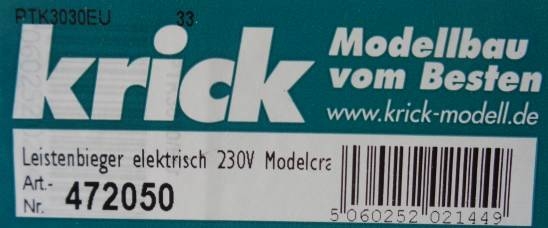 PTK3030EU 33
krick
Modellbau
vom Besten
www.krick-modell.de
Leistenbieger elektrisch 230V Modelcra
Art.-
Nr. 472050
5 060252 021449